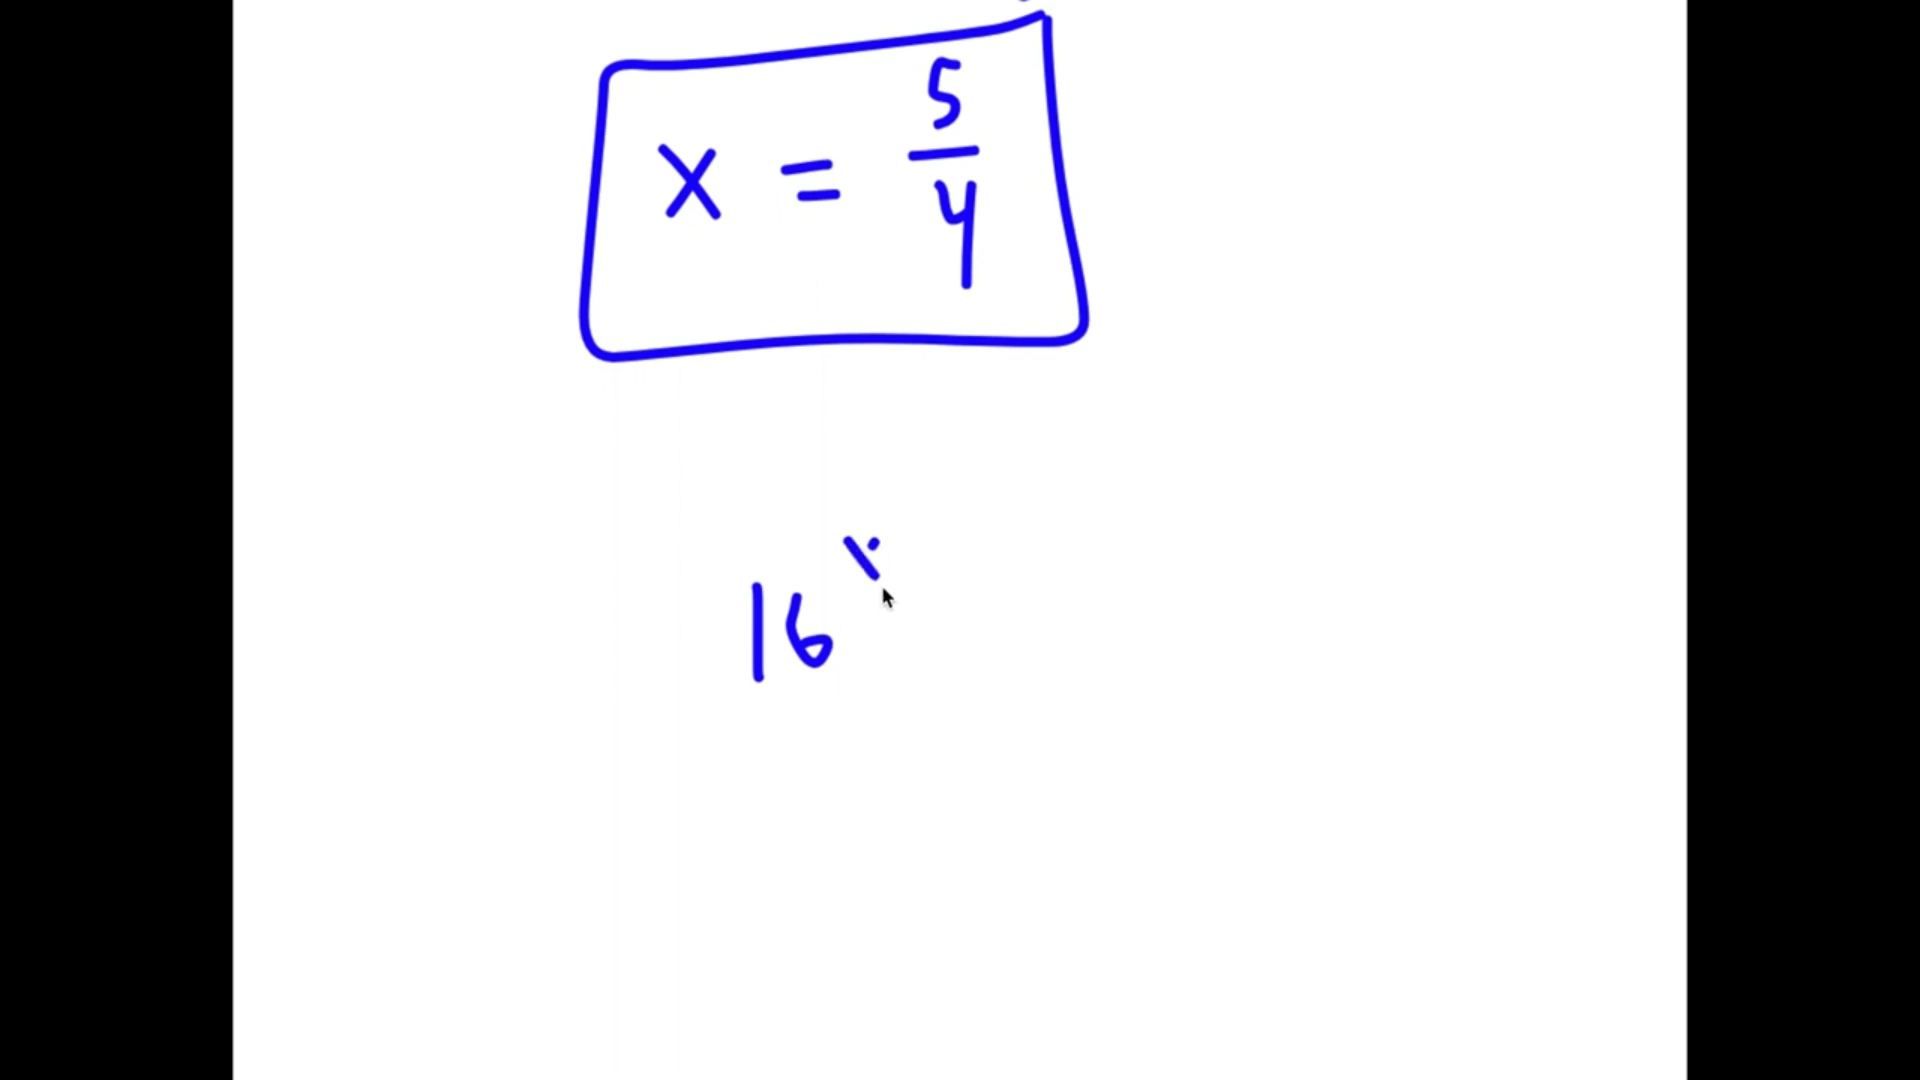 x = 5/4
16^x